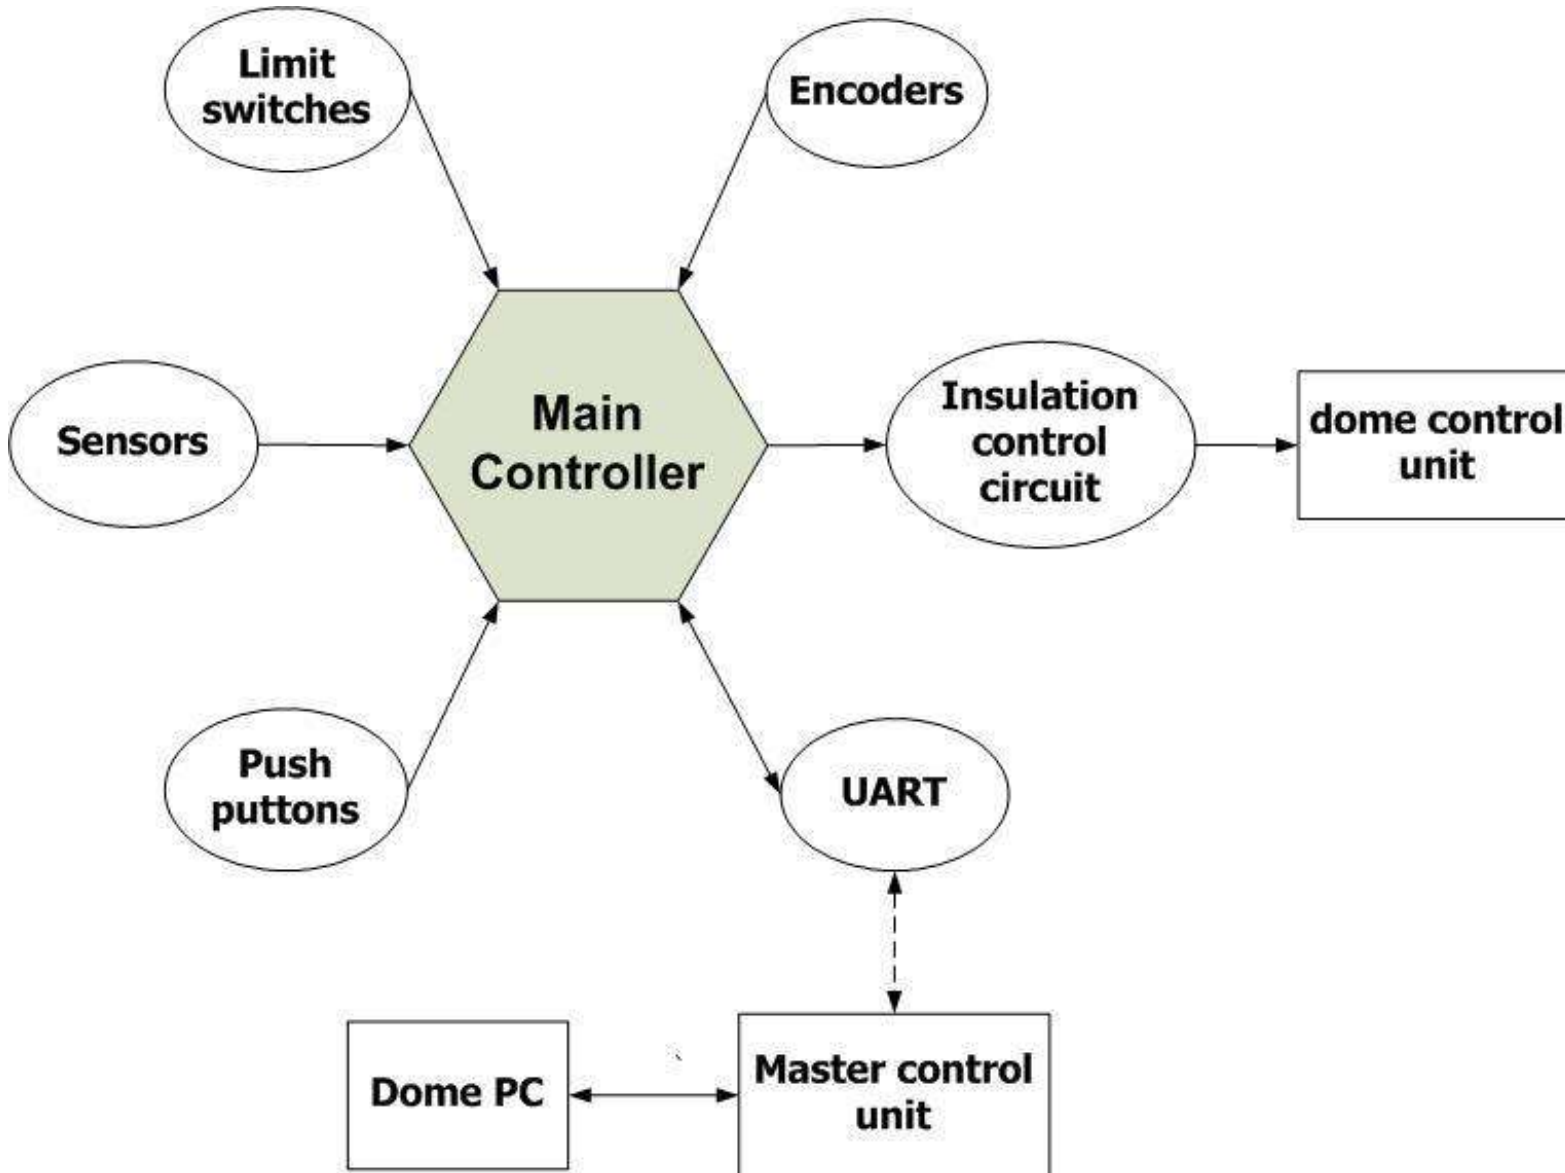 Limit
switches
Encoders
Sensors
Main
Controller
Insulation
control
circuit
dome control
unit
Push
puttons
UART
Dome PC
Master control
unit